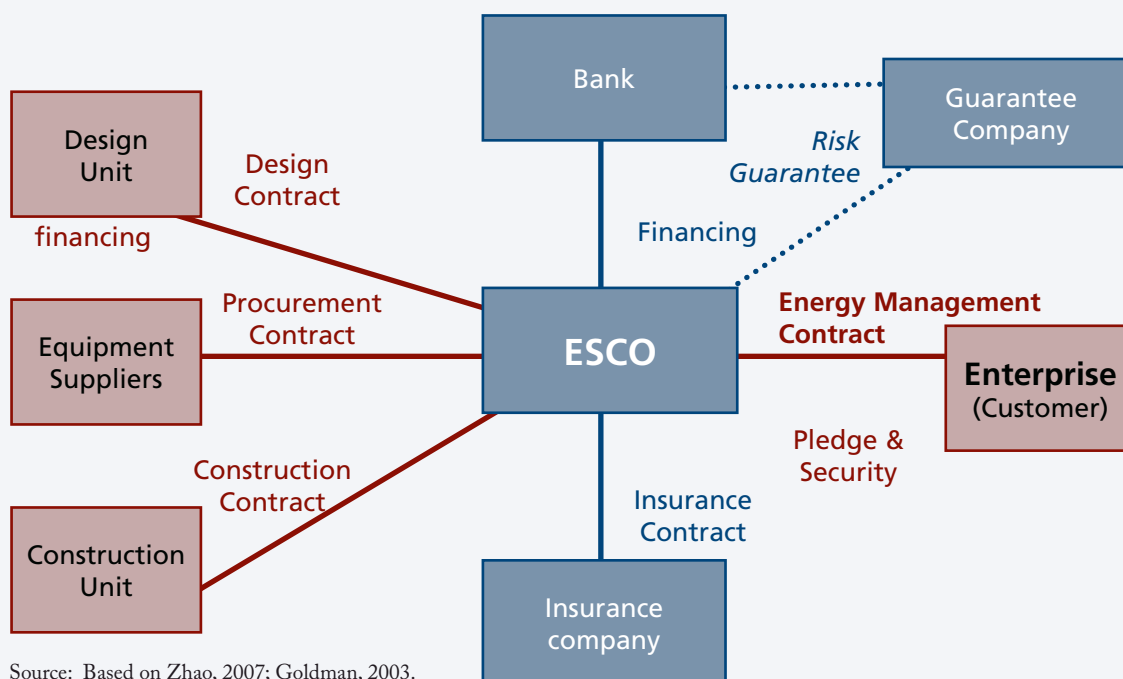 Bank
Guarantee
Company
Design
Unit
Design
Contract
Risk
Guarantee
financing
Financing
Procurement
Contract
Energy Management
Contract
Equipment
Suppliers
ESCO
Enterprise
(Customer)
Pledge &
Security
Construction
Contract
Insurance
Contract
Construction
Unit
Insurance
company
Source: Based on Zhao, 2007; Goldman, 2003.